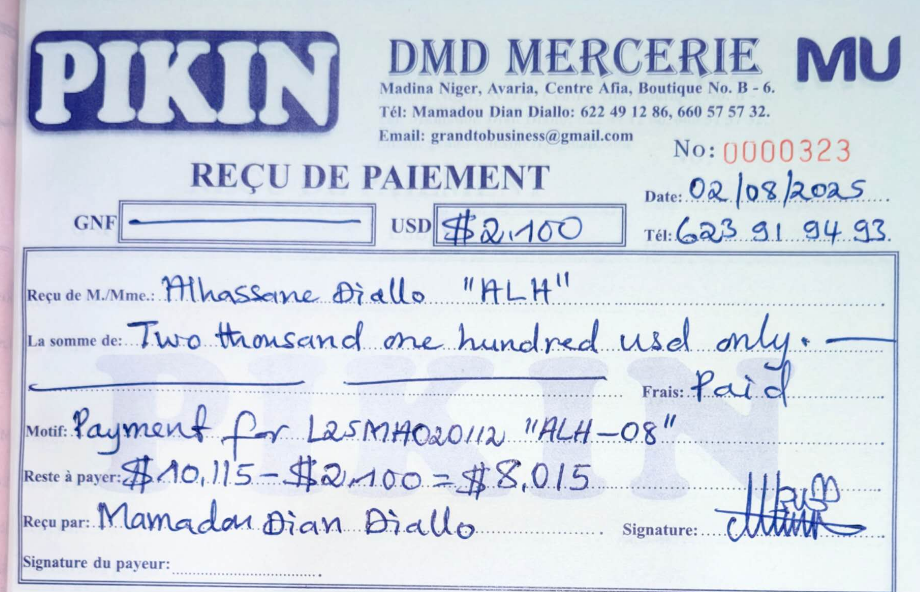 PIKIN
DMD MERCERIE
MU
Madina Niger, Avaria, Centre Afia, Boutique No. B - 6.
Tél: Mamadou Dian Diallo: 622 49 12 86, 660 57 57 32.
Email: grandtobusiness@gmail.com
No: 0000323
REÇU DE PAIEMENT
Date: 02/08/2025
GNF USD $2,100
Tél: 623 91 94 93.
Reçu de M./Mme.: Alhassane Diallo "ALH"
La somme de: Two thousand one hundred usd only.
Frais: Paid
Motif: Payment for L25MA020112 "ALH-08"
Reste à payer: $10,115 - $2,100 = $8,015
Reçu par: Mamadou Dian Diallo Signature:
Signature du payeur:
PIKIN